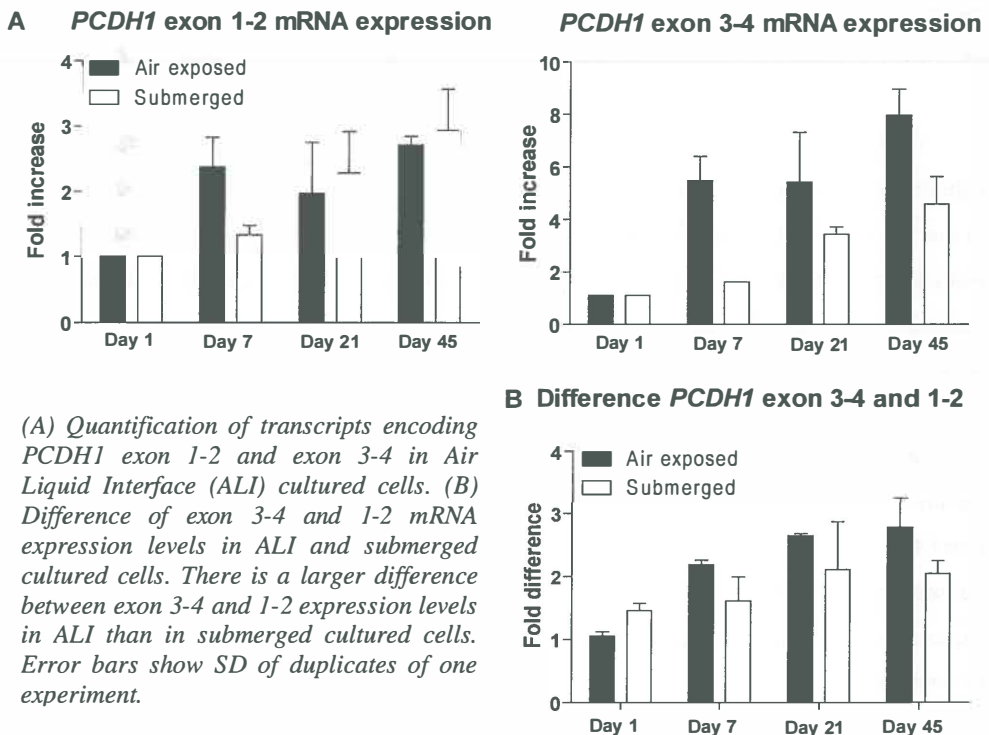 A PCDH1 exon 1-2 mRNA expression
4
Air exposed
Submerged
3
2
1
0
Fold increase
Day 1 Day 7 Day 21 Day 45
PCDH1 exon 3-4 mRNA expression
10
8
6
4
2
0
Fold increase
Day 1 Day 7 Day 21 Day 45
(A) Quantification of transcripts encoding
PCDH1 exon 1-2 and exon 3-4 in Air
Liquid Interface (ALI) cultured cells. (B)
Difference of exon 3-4 and 1-2 mRNA
expression levels in ALI and submerged
cultured cells. There is a larger difference
between exon 3-4 and 1-2 expression levels
in ALI than in submerged cultured cells.
Error bars show SD of duplicates of one
experiment.
B Difference PCDH1 exon 3-4 and 1-2
4
Air exposed
Submerged
3
2
1
0
Fold difference
Day 1 Day 7 Day 21 Day 45